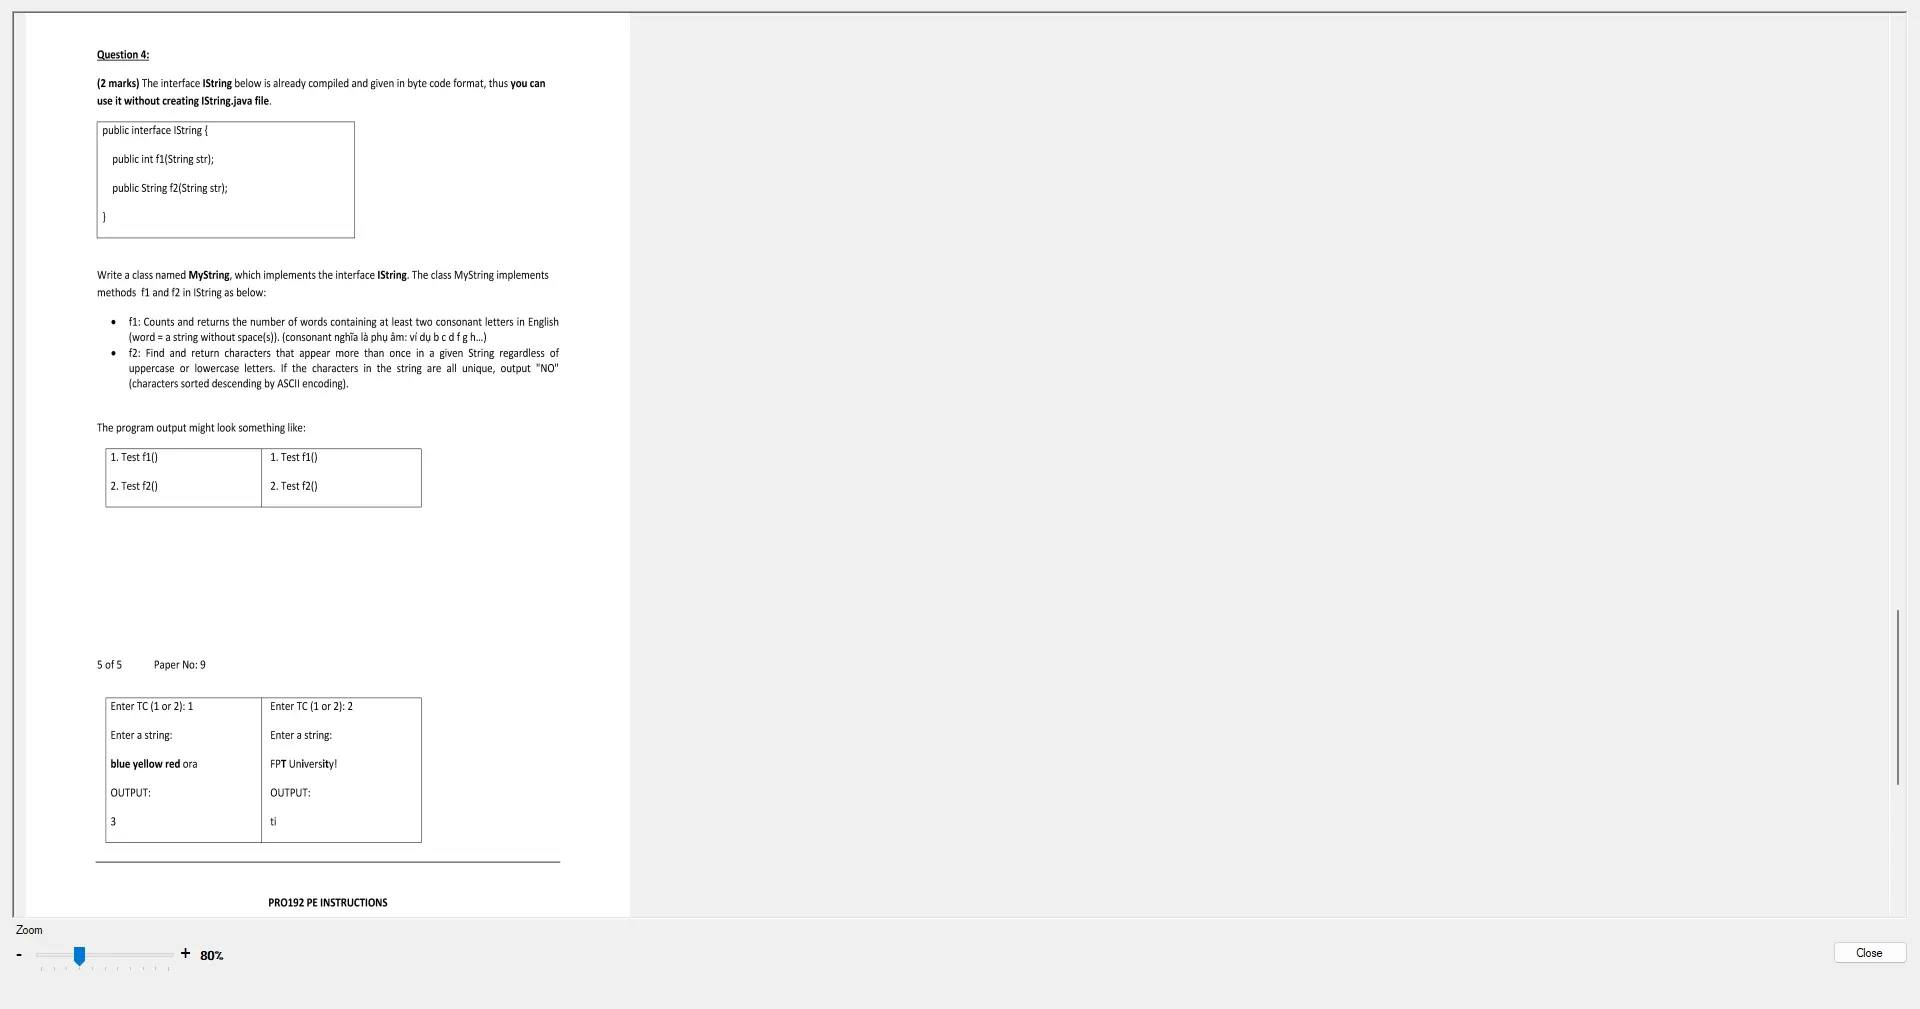 Question 4:
(2 marks) The interface IString below is already compiled and given in byte code format, thus you can
use it without creating IString.java file.
public interface IString {
public int f1(String str);
public String f2(String str);
}
Write a class named MyString, which implements the interface IString. The class MyString implements
methods f1 and f2 in IString as below:
• f1: Counts and returns the number of words containing at least two consonant letters in English
(word = a string without space(s)). (consonant nghĩa là phụ âm: ví dụ b c d f g h...)
• f2: Find and return characters that appear more than once in a given String regardless of
uppercase or lowercase letters. If the characters in the string are all unique, output "NO"
(characters sorted descending by ASCII encoding).
The program output might look something like:
1. Test f1()
2. Test f2()
1. Test f1()
2. Test f2()
5 of 5 Paper No: 9
Enter TC (1 or 2): 1
Enter a string:
blue yellow red ora
OUTPUT:
3
Enter TC (1 or 2): 2
Enter a string:
FPT University!
OUTPUT:
ti
PRO192 PE INSTRUCTIONS
Zoom
- + 80%
Close